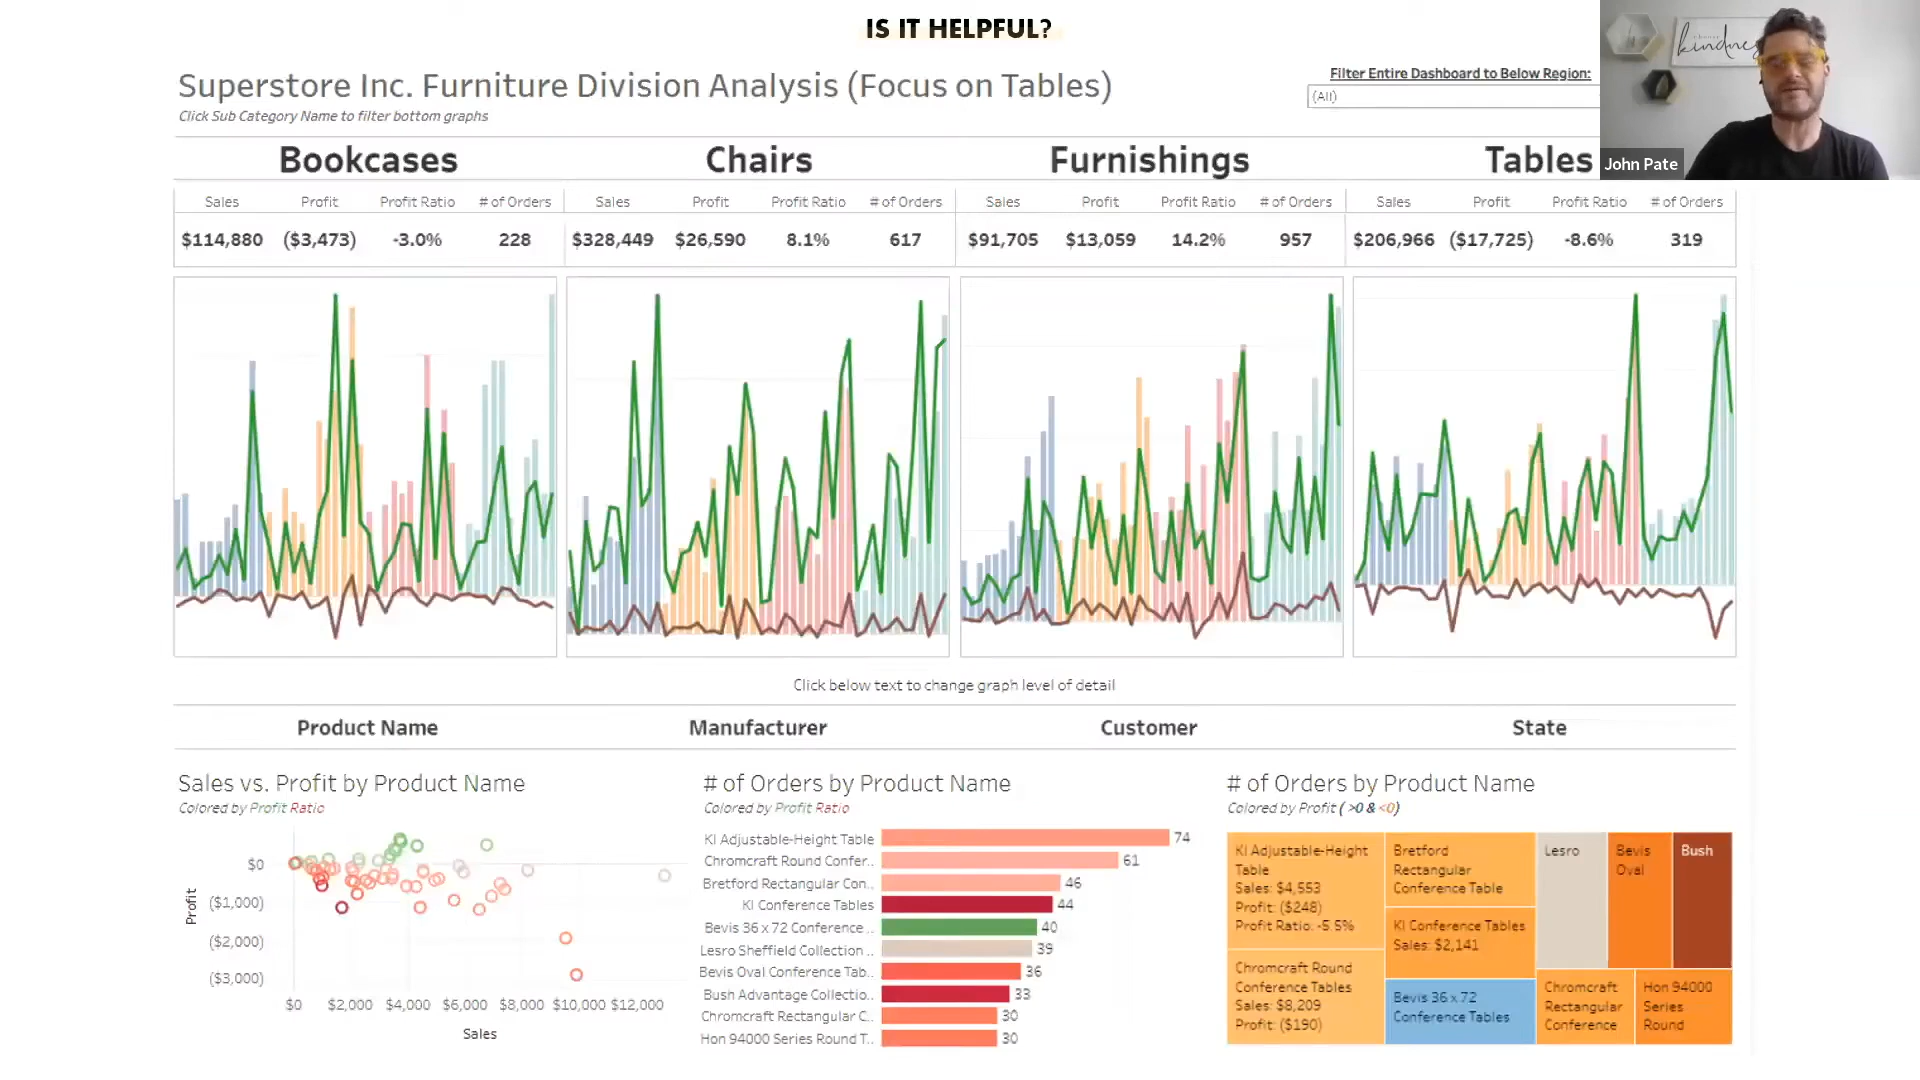 IS IT HELPFUL?
Superstore Inc. Furniture Division Analysis (Focus on Tables)
Click Sub Category Name to filter bottom graphs
Filter Entire Dashboard to Below Region:
(All)
kindnes
John Pate
Bookcases Chairs Furnishings Tables
Sales Profit Profit Ratio # of Orders Sales Profit Profit Ratio # of Orders Sales Profit Profit Ratio # of Orders Sales Profit Profit Ratio # of Orders
$114,880 ($3,473) -3.0% 228 $328,449 $26,590 8.1% 617 $91,705 $13,059 14.2% 957 $206,966 ($17,725) -8.6% 319
Click below text to change graph level of detail
Product Name Manufacturer Customer State
Sales vs. Profit by Product Name
Colored by Profit Ratio
Profit
$0
($1,000)
($2,000)
($3,000)
$0 $2,000 $4,000 $6,000 $8,000 $10,000 $12,000
Sales
# of Orders by Product Name
Colored by Profit Ratio
KI Adjustable-Height Table 74
Chromcraft Round Confer.. 61
Bretford Rectangular Con.. 46
KI Conference Tables 44
Bevis 36 x 72 Conference .. 40
Lesro Sheffield Collection .. 39
Bevis Oval Conference Tab.. 36
Bush Advantage Collectio.. 33
Chromcraft Rectangular C.. 30
Hon 94000 Series Round T.. 30
# of Orders by Product Name
Colored by Profit ( >0 & <0)
KI Adjustable-Height
Table
Sales: $4,553
Profit: ($248)
Profit Ratio: -5.5%
Chromcraft Round
Conference Tables
Sales: $8,209
Profit: ($190)
Bretford
Rectangular
Conference Table
KI Conference Tables
Sales: $2,141
Bevis 36 x 72
Conference Tables
Lesro
Bevis
Oval
Bush
Chromcraft
Rectangular
Conference
Hon 94000
Series
Round